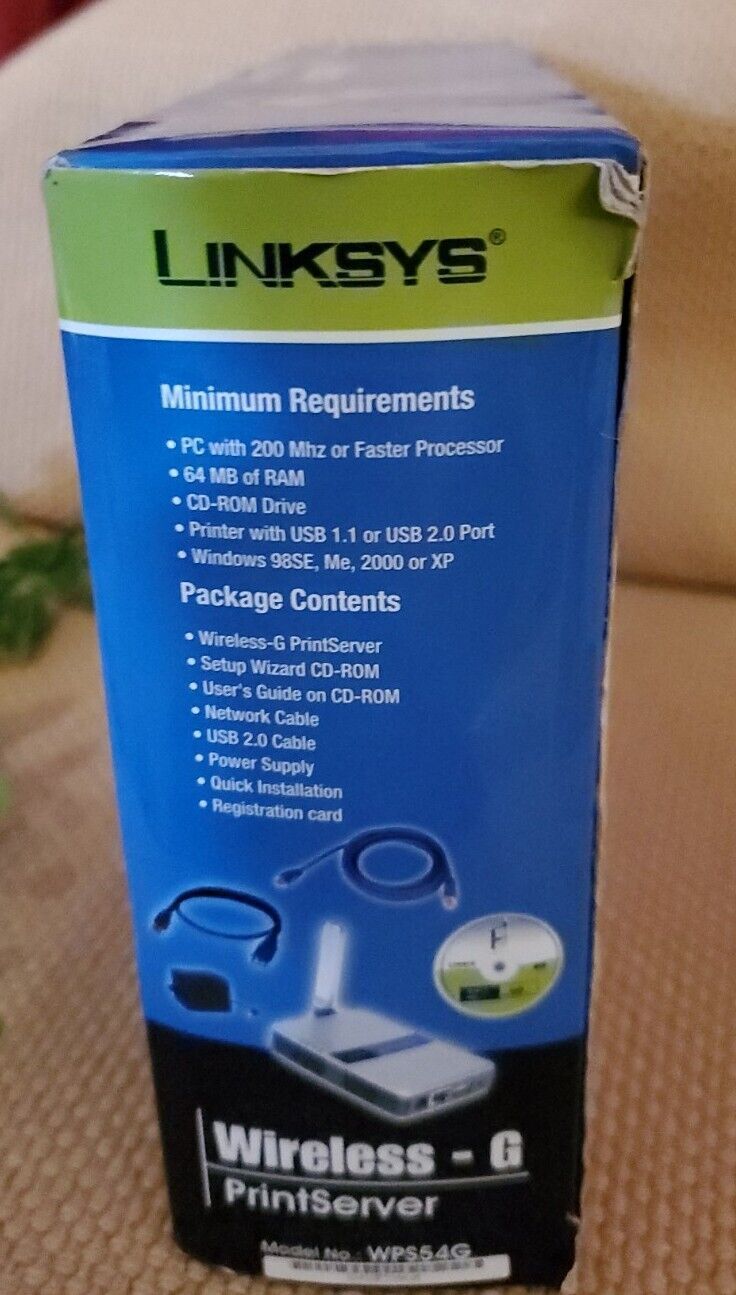 LINKSYS®
Minimum Requirements
• PC with 200 Mhz or Faster Processor
• 64 MB of RAM
• CD-ROM Drive
• Printer with USB 1.1 or USB 2.0 Port
• Windows 98SE, Me, 2000 or XP
Package Contents
• Wireless-G PrintServer
• Setup Wizard CD-ROM
• User's Guide on CD-ROM
• Network Cable
• USB 2.0 Cable
• Power Supply
• Quick Installation
• Registration card
Wireless - G
PrintServer
Model No.: WPS54G